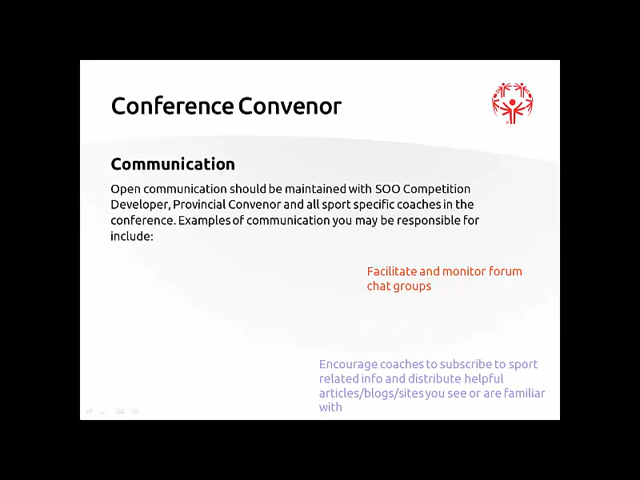 Conference Convenor
Communication
Open communication should be maintained with SOO Competition
Developer, Provincial Convenor and all sport specific coaches in the
conference. Examples of communication you may be responsible for
include:
Facilitate and monitor forum
chat groups
Encourage coaches to subscribe to sport
related info and distribute helpful
articles/blogs/sites you see or are familiar
with